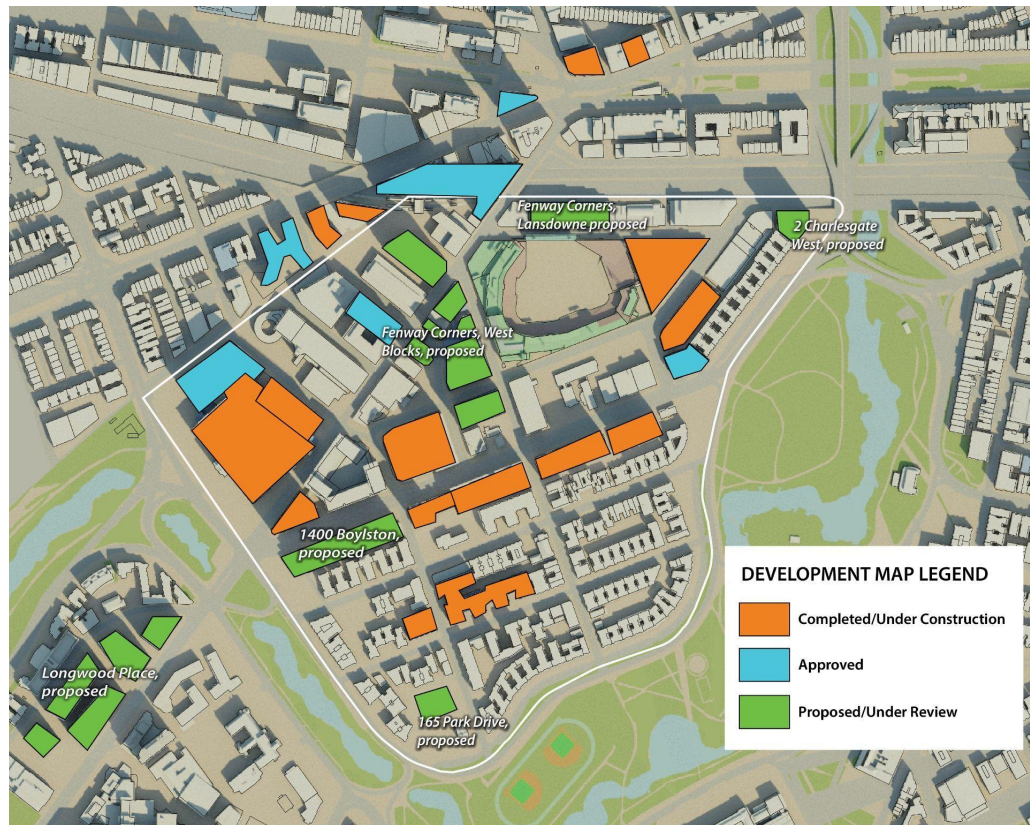 Fenway Corners,
Lansdowne proposed
2 Charlesgate
West, proposed
Fenway Corners, West
Blocks, proposed
1400 Boylston,
proposed
Longwood Place,
proposed
165 Park Drive,
proposed
DEVELOPMENT MAP LEGEND
Completed/Under Construction
Approved
Proposed/Under Review